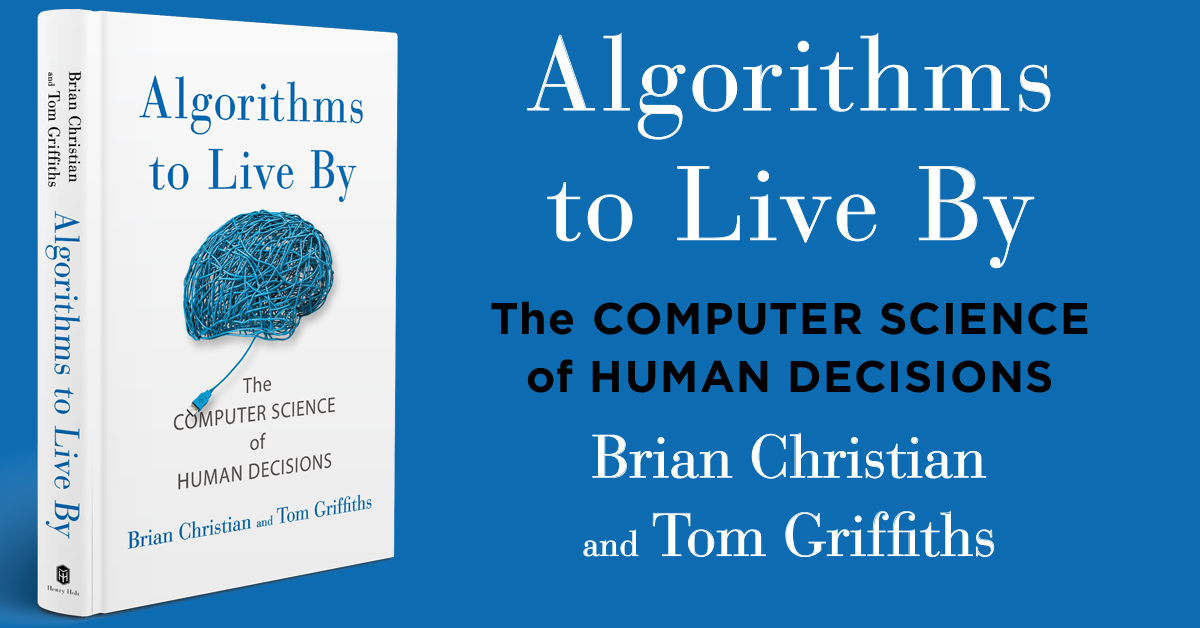 Brian Christian
and Tom Griffiths
Algorithms to Live By
Henry Holt
Algorithms
to Live By
The
COMPUTER SCIENCE
of
HUMAN DECISIONS
Brian Christian and Tom Griffiths
Algorithms
to Live By
The COMPUTER SCIENCE
of HUMAN DECISIONS
Brian Christian
and Tom Griffiths